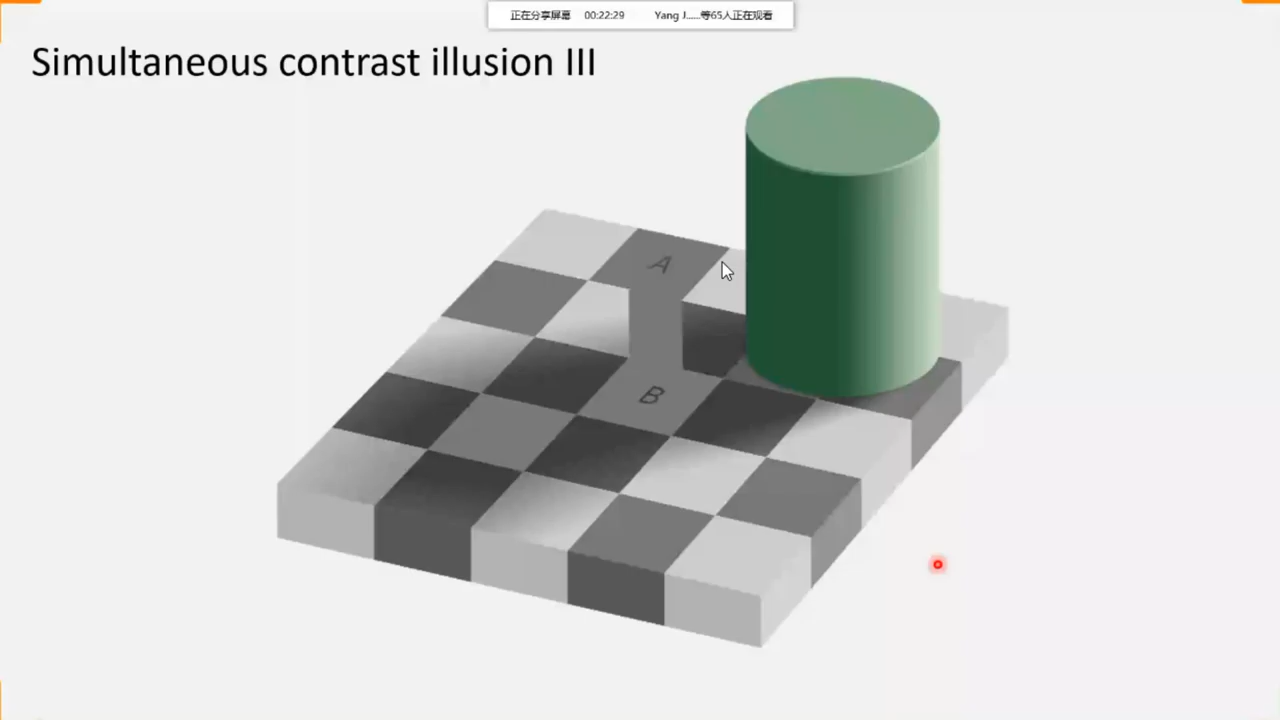 正在分享屏幕 00:22:29 Yang J......等65人正在观看
Simultaneous contrast illusion III
A
B